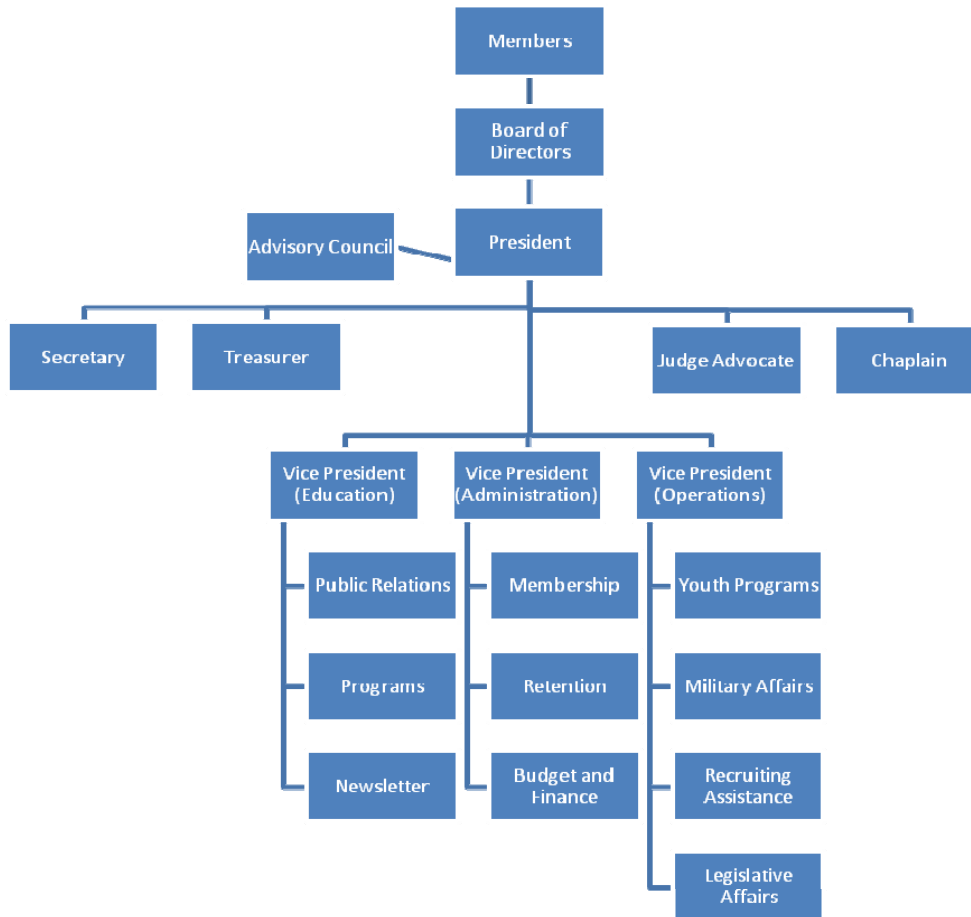 Members
Board of
Directors
President
Advisory Council
Secretary
Treasurer
Judge Advocate
Chaplain
Vice President
(Education)
Vice President
(Administration)
Vice President
(Operations)
Public Relations
Membership
Youth Programs
Programs
Retention
Military Affairs
Newsletter
Budget and
Finance
Recruiting
Assistance
Legislative
Affairs